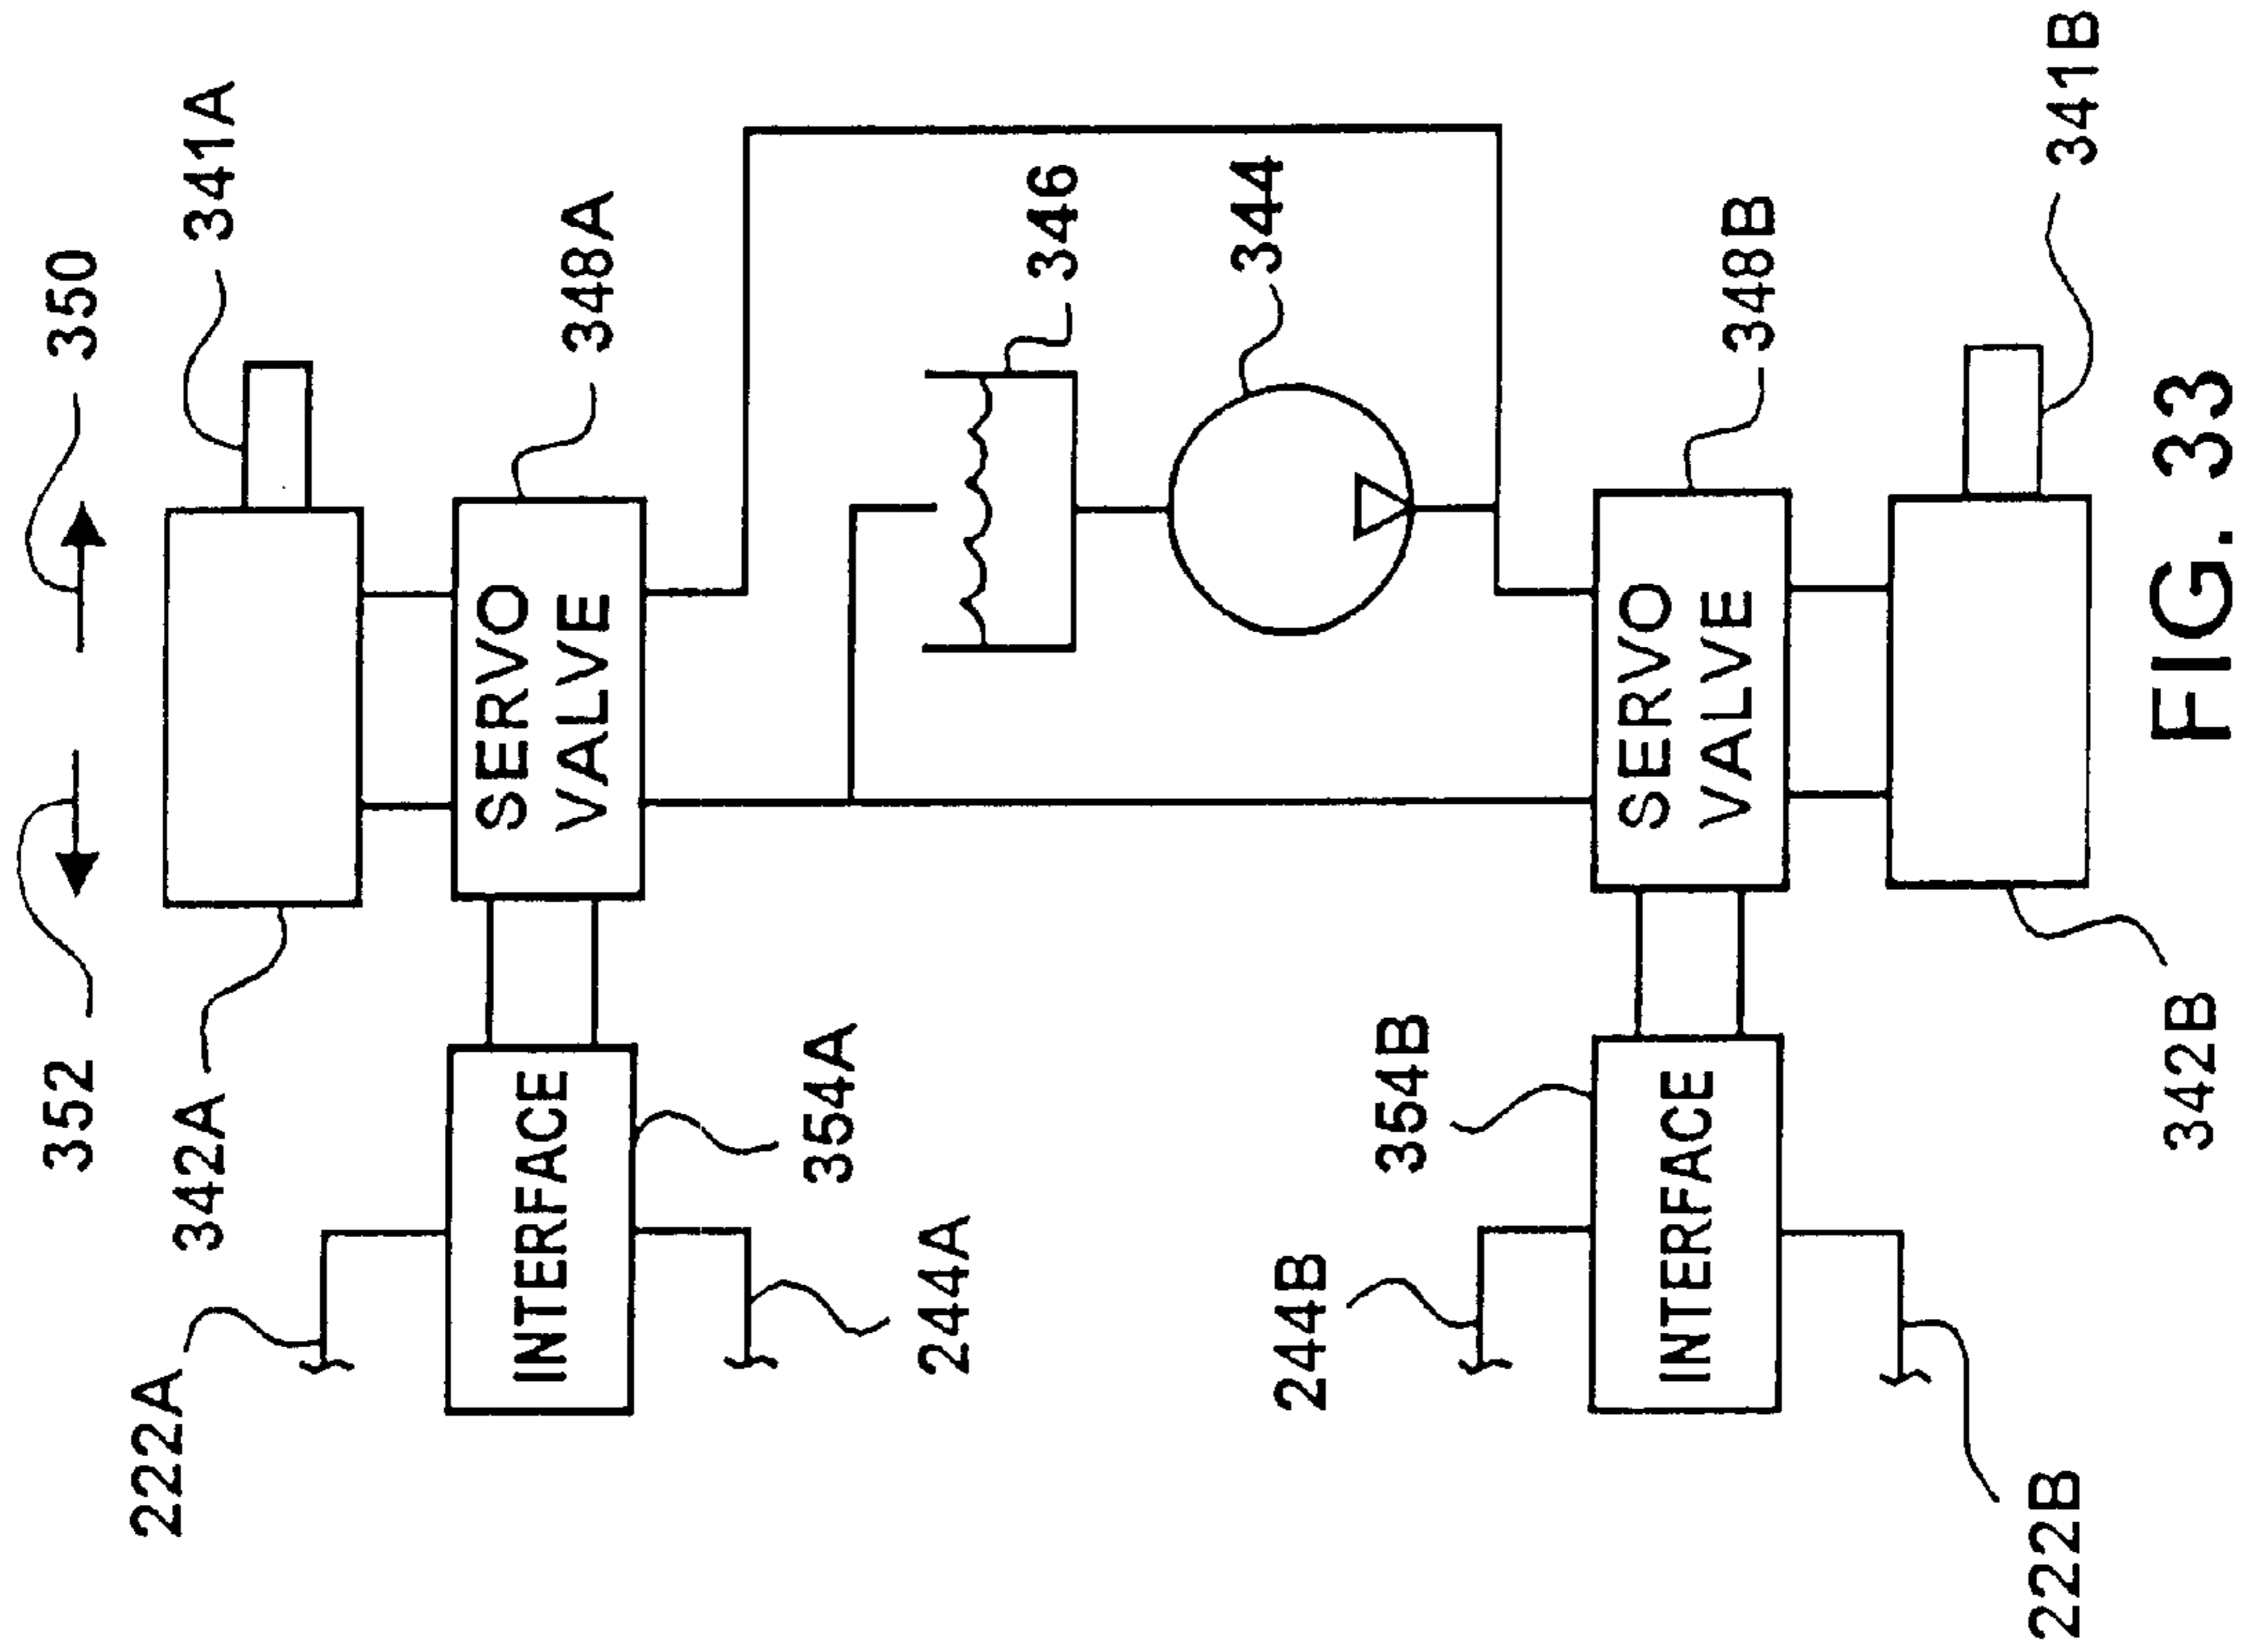 352
350
342A
341A
222A
SERVO
VALVE
348A
INTERFACE
354A
244A
346
344
244B
354B
SERVO
VALVE
348B
INTERFACE
341B
222B
342B
FIG. 33